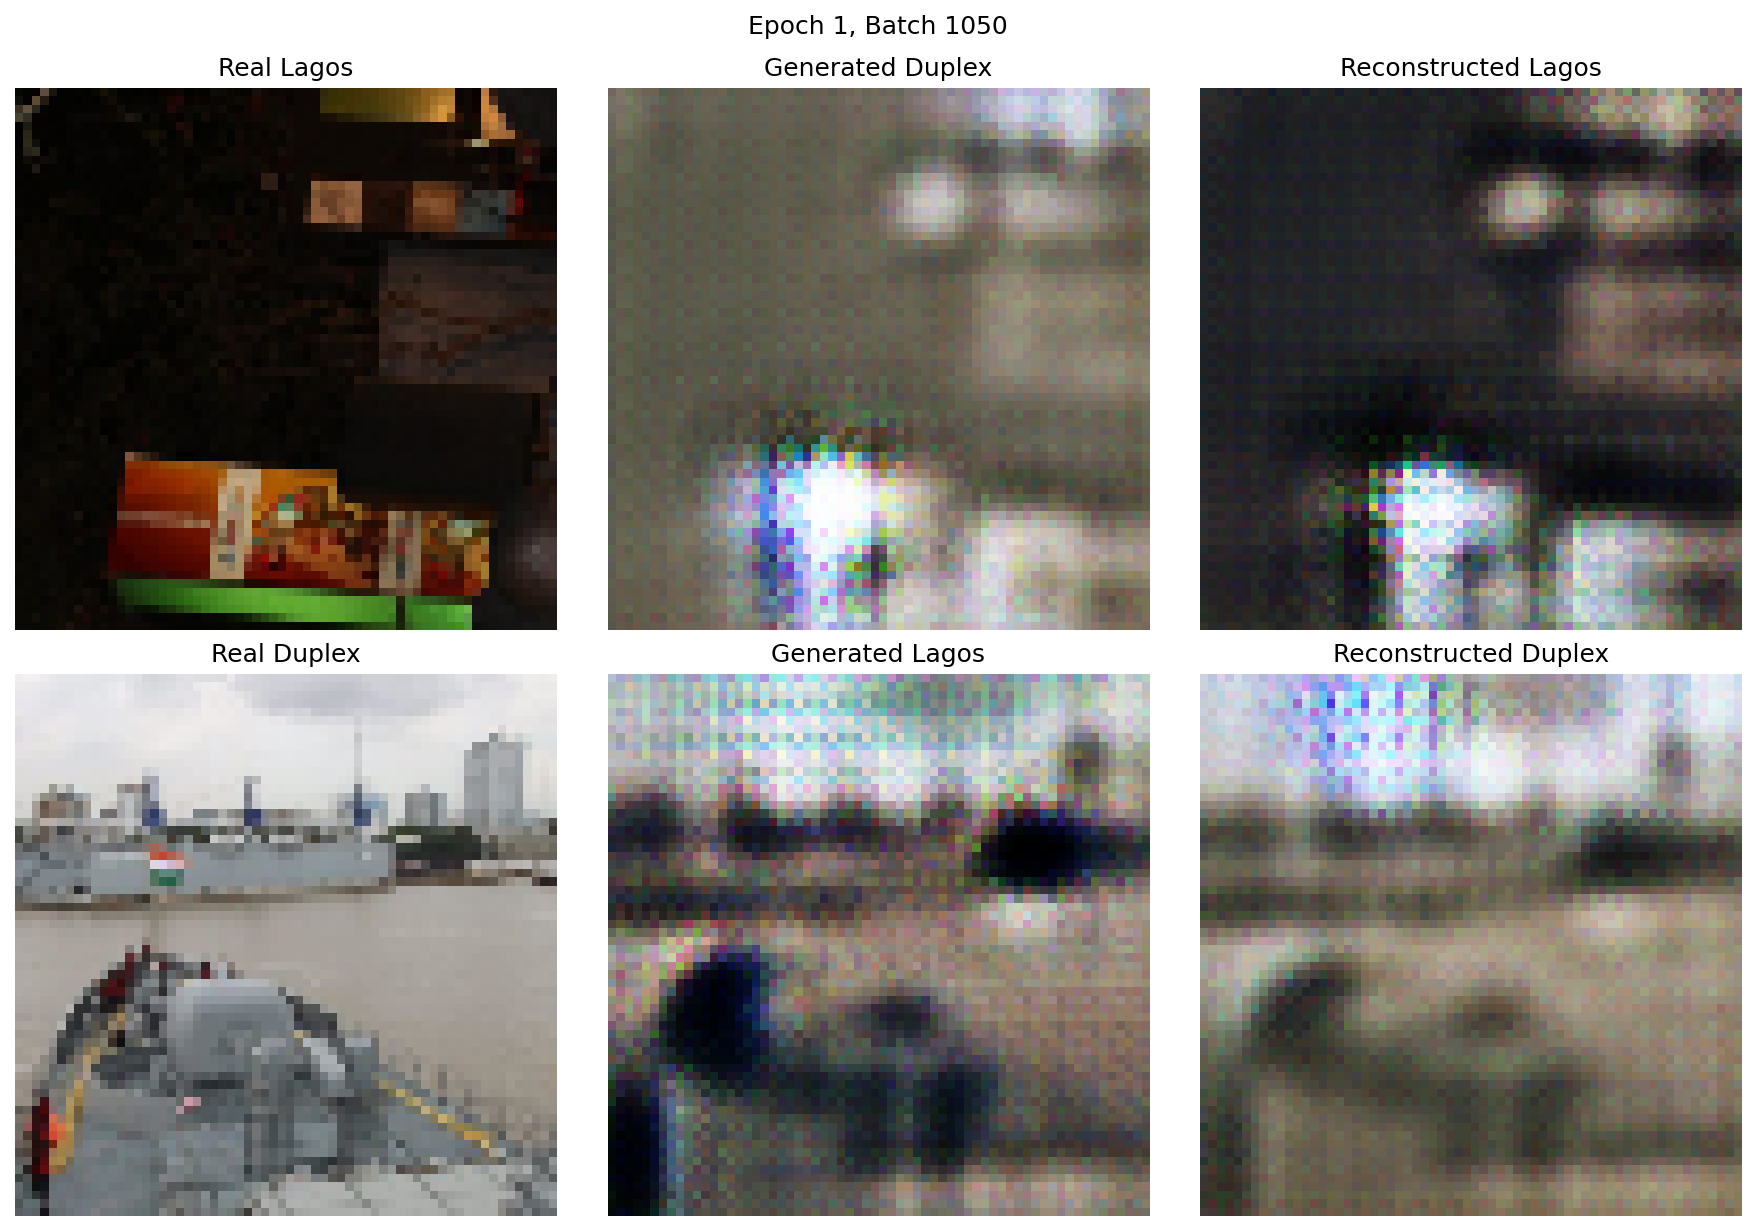 Epoch 1, Batch 1050
Real Lagos
Generated Duplex
Reconstructed Lagos
Real Duplex
Generated Lagos
Reconstructed Duplex